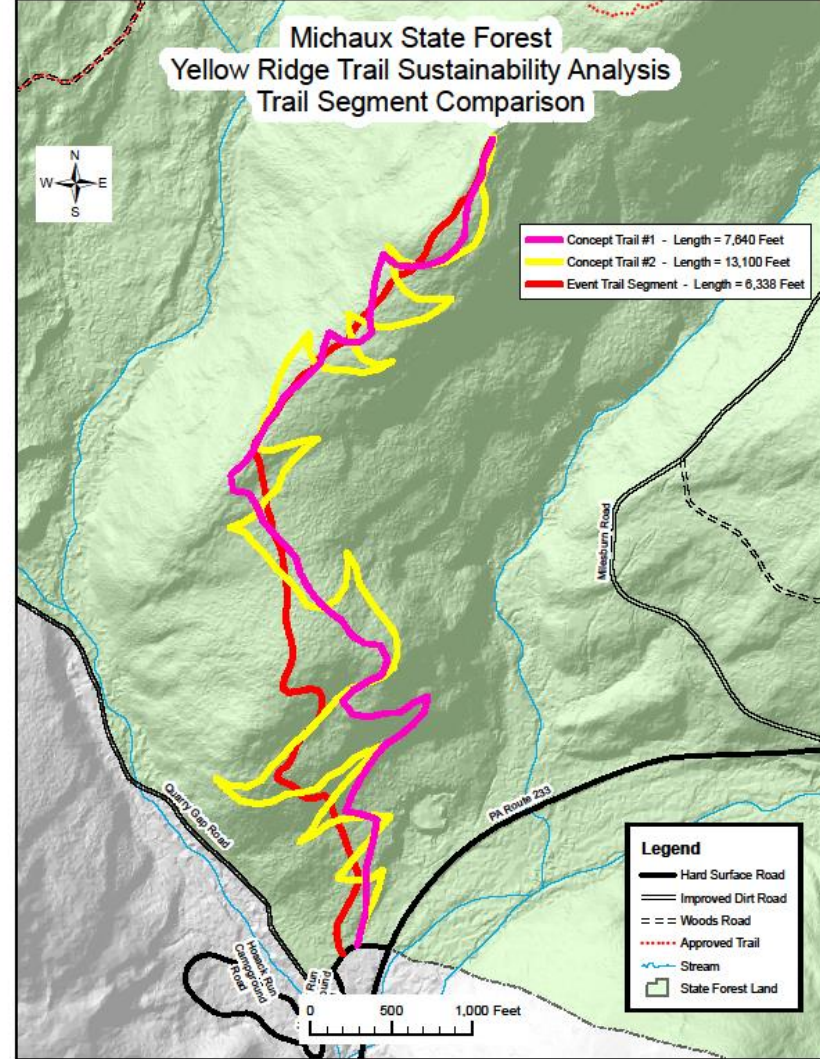 Michaux State Forest
Yellow Ridge Trail Sustainability Analysis
Trail Segment Comparison
N
W
E
S
Concept Trail #1 - Length = 7,640 Feet
Concept Trail #2 - Length = 13,100 Feet
Event Trail Segment - Length = 6,338 Feet
Milesburn Road
PA Route 233
Quarry Gap Road
Hosack Run
Campground
Road
Run
0
500
1,000 Feet
Legend
Hard Surface Road
Improved Dirt Road
Woods Road
Approved Trail
Stream
State Forest Land